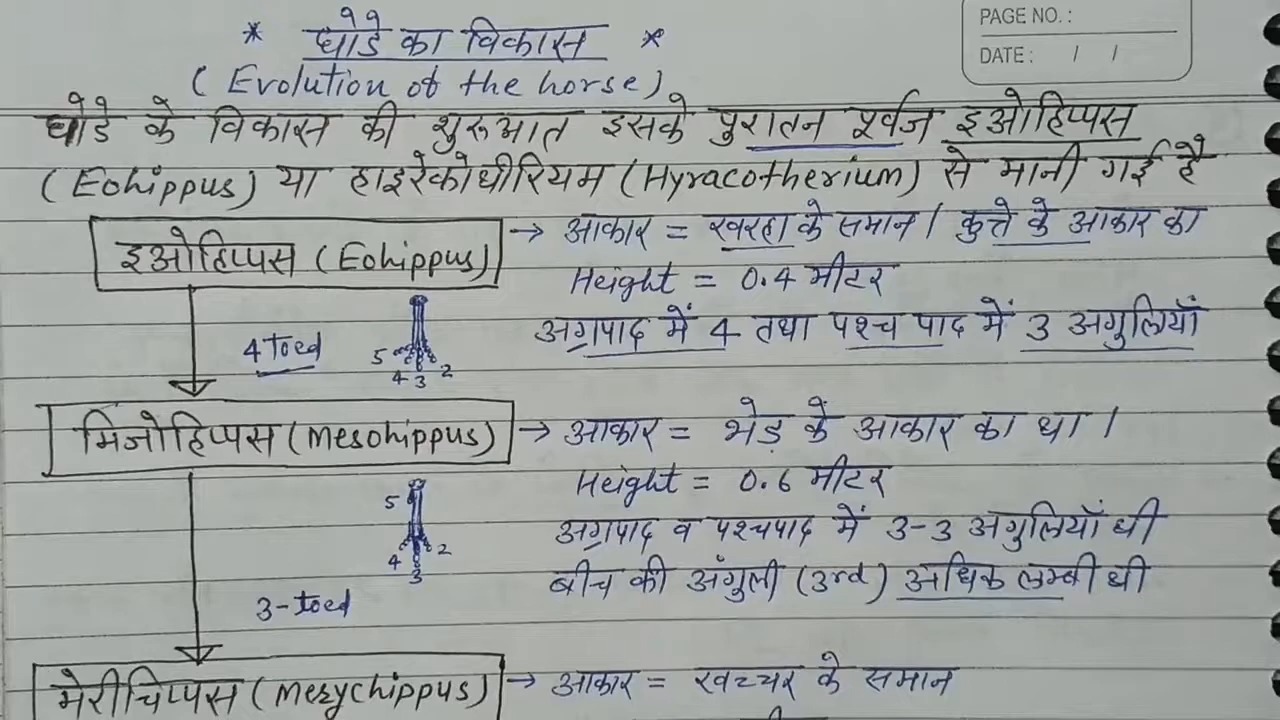 * घोडे का विकास *
PAGE NO. :
DATE : / /
(Evolution of the horse)
घोडे के विकास की शुरुआत इसके पुरातन पूर्वज इओहिप्पस
(Eohippus) या हाइरेकोथीरियम (Hyracotherium) से मानी गई है
इओहिप्पस (Eohippus) → आकार = खरहा के समान / कुत्ते के आकार का
Height = 0.4 मीटर
अग्रपाद में 4 तथा पश्च पाद में 3 अगुलियाँ
4 Toed
5 4 3 2
मिजोहिप्पस (Mesohippus) → आकार = भेड़ के आकार का था ।
Height = 0.6 मीटर
अग्रपाद व पश्चपाद में 3-3 अगुलियाँ थी
बीच की अंगुली (3rd) अधिक लम्बी थी
5 4 3 2
3-toed
मेरीचिप्पस (Merychippus) → आकार = खच्चर के समान